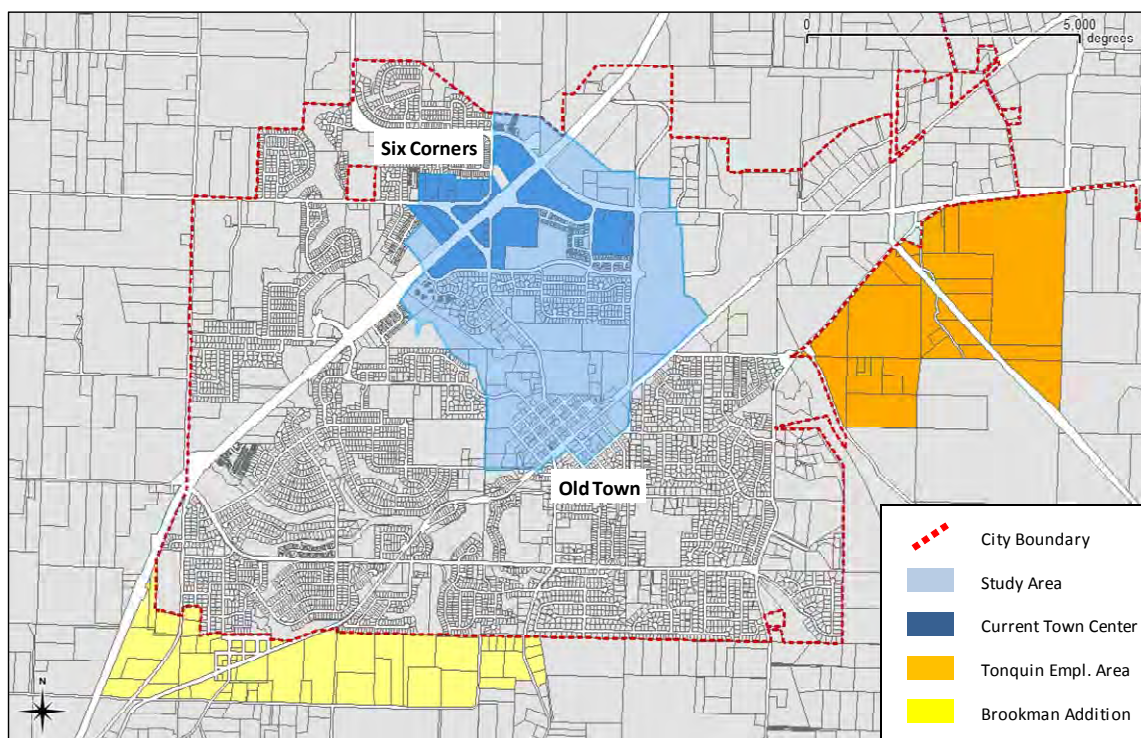 0
5,000
degrees
Six Corners
Old Town
N
City Boundary
Study Area
Current Town Center
Tonquin Empl. Area
Brookman Addition